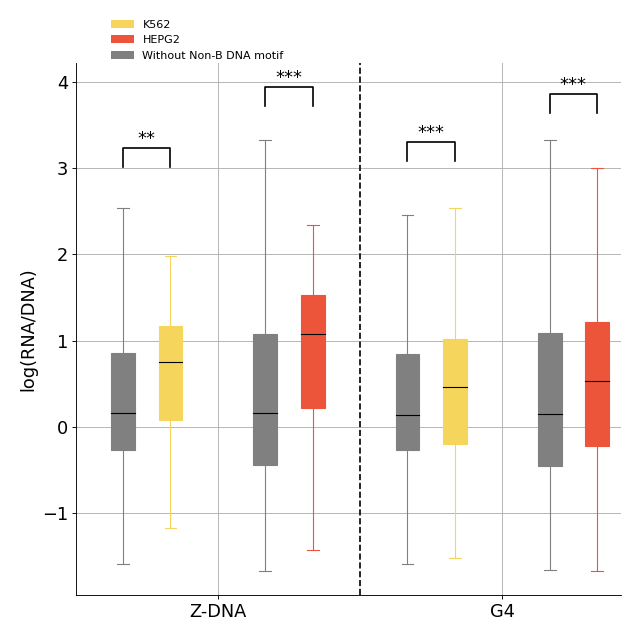 K562
HEPG2
Without Non-B DNA motif
4
3
2
1
0
−1
log(RNA/DNA)
**
***
***
***
Z-DNA
G4